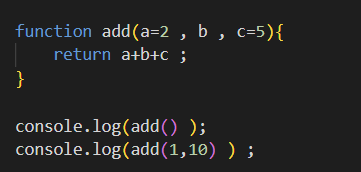 function add(a=2 , b , c=5){
    return a+b+c ;
}
console.log(add() );
console.log(add(1,10) ) ;